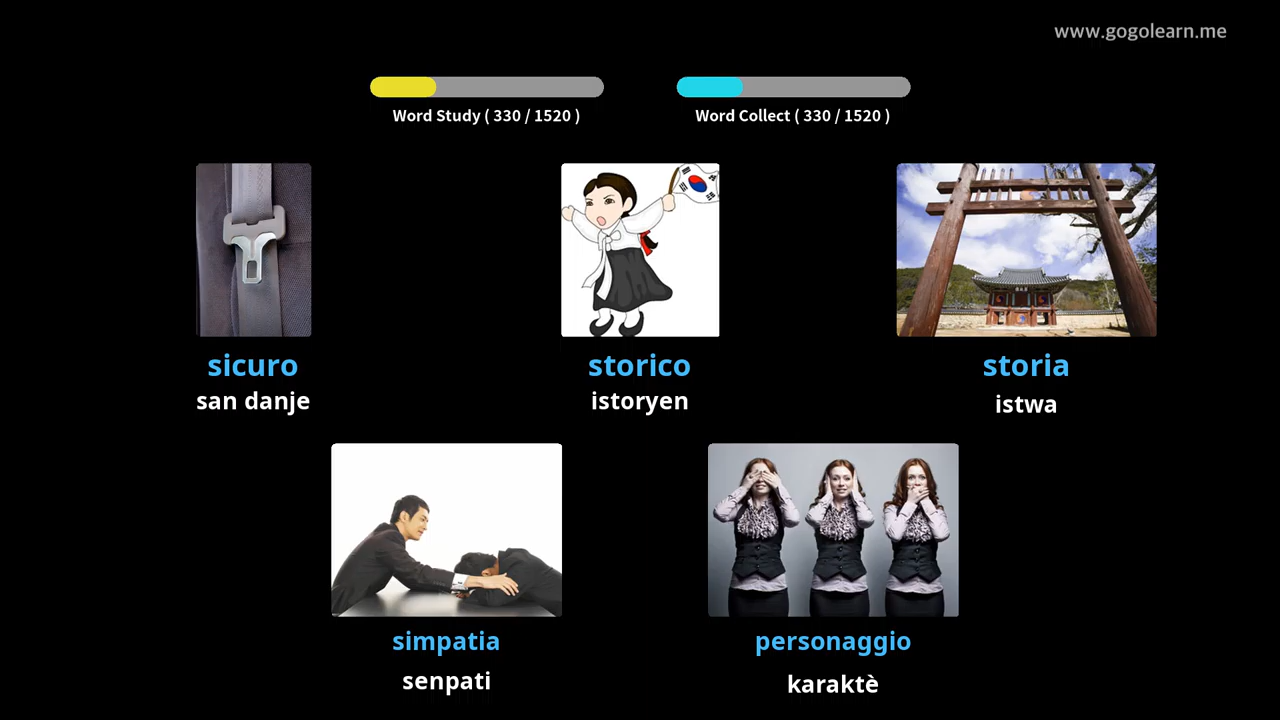 www.gogolearn.me
Word Study ( 330 / 1520 )
Word Collect ( 330 / 1520 )
sicuro
san danje
storico
istoryen
storia
istwa
simpatia
senpati
personaggio
karaktè